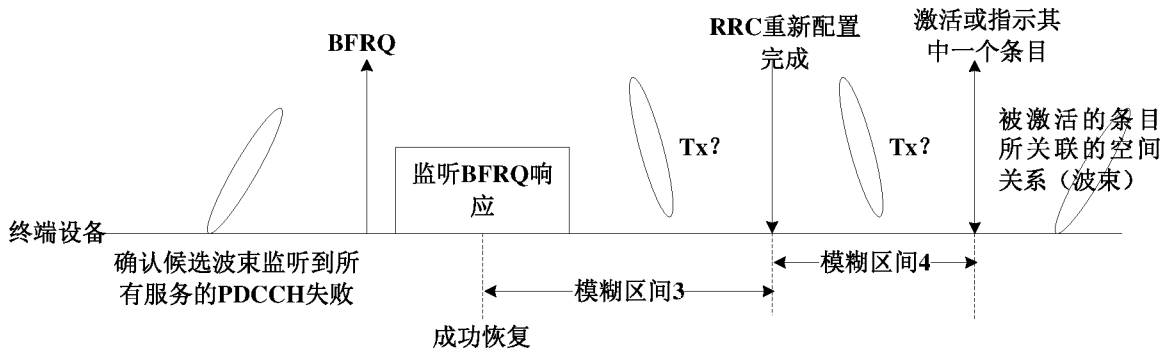 BFRQ
RRC重新配置
完成
激活或指示其
中一个条目
Tx?
Tx?
被激活的条目
所关联的空间
关系（波束）
监听BFRQ响
应
终端设备
确认候选波束监听到所
有服务的PDCCH失败
模糊区间3
模糊区间4
成功恢复